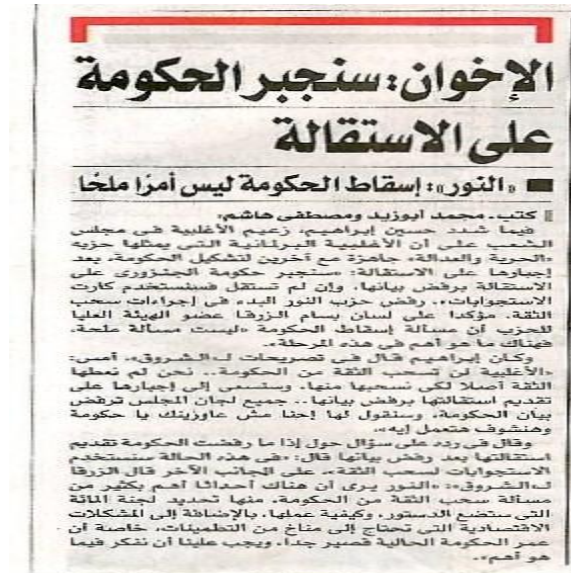 الإخوان: سنجبر الحكومة
على الاستقالة
«النور»: إسقاط الحكومة ليس أمرًا ملحًا
كتب ـ محمد أبوزيد ومصطفى هاشم:
فيما شدد حسين إبراهيم، زعيم الأغلبية فى مجلس
الشعب على أن الأغلبية البرلمانية التى يمثلها حزبه
«الحرية والعدالة» جاهزة مع آخرين لتشكيل الحكومة، بعد
إجبارها على الاستقالة: «سنجبر حكومة الجنزورى على
الاستقالة برفض بيانها، وإن لم تستقل فسنستخدم كارت
الاستجوابات»، رفض حزب النور البدء فى إجراءات سحب
الثقة، مؤكدا على لسان بسام الزرقا عضو الهيئة العليا
للحزب أن مسألة إسقاط الحكومة «ليست مسألة ملحة،
فهناك ما هو أهم فى هذه المرحلة».
وكان إبراهيم قال فى تصريحات لـ«الشروق»، أمس:
«الأغلبية لن تسحب الثقة من الحكومة.. نحن لم نعطها
الثقة أصلا لكى نسحبها منها، وسنسعى إلى إجبارها على
تقديم استقالتها برفض بيانها.. جميع لجان المجلس ترفض
بيان الحكومة، وسنقول لها إحنا مش عاوزينك يا حكومة
وهنشوف هتعمل إيه».
وقال فى رده على سؤال حول إذا ما رفضت الحكومة تقديم
استقالتها بعد رفض بيانها قال: «فى هذه الحالة سنستخدم
الاستجوابات لسحب الثقة»، على الجانب الآخر قال الزرقا
لـ«الشروق»: «النور يرى أن هناك أحداثا أهم بكثير من
مسألة سحب الثقة من الحكومة، منها تحديد لجنة المائة
التى ستضع الدستور، وكيفية عملها، بالإضافة إلى المشكلات
الاقتصادية التى تحتاج إلى مناخ من التطمينات، خاصة أن
عمر الحكومة الحالية قصير جدا، ويجب علينا أن نفكر فيما
هو أهم».